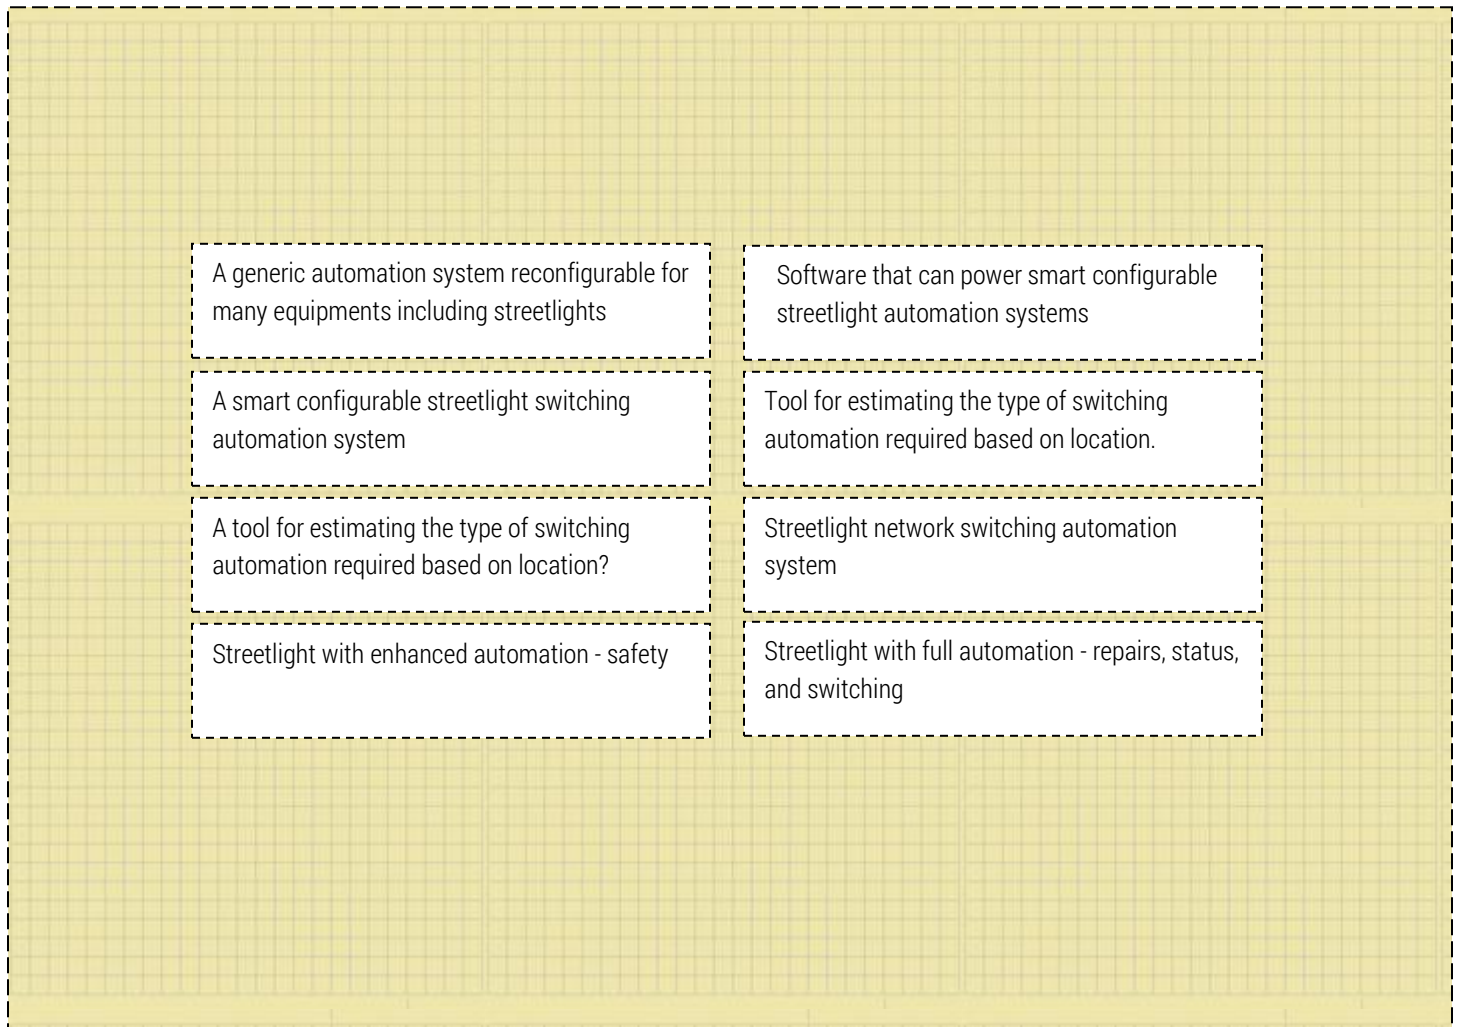 A generic automation system reconfigurable for
many equipments including streetlights
Software that can power smart configurable
streetlight automation systems
A smart configurable streetlight switching
automation system
Tool for estimating the type of switching
automation required based on location.
A tool for estimating the type of switching
automation required based on location?
Streetlight network switching automation
system
Streetlight with enhanced automation - safety
Streetlight with full automation - repairs, status,
and switching